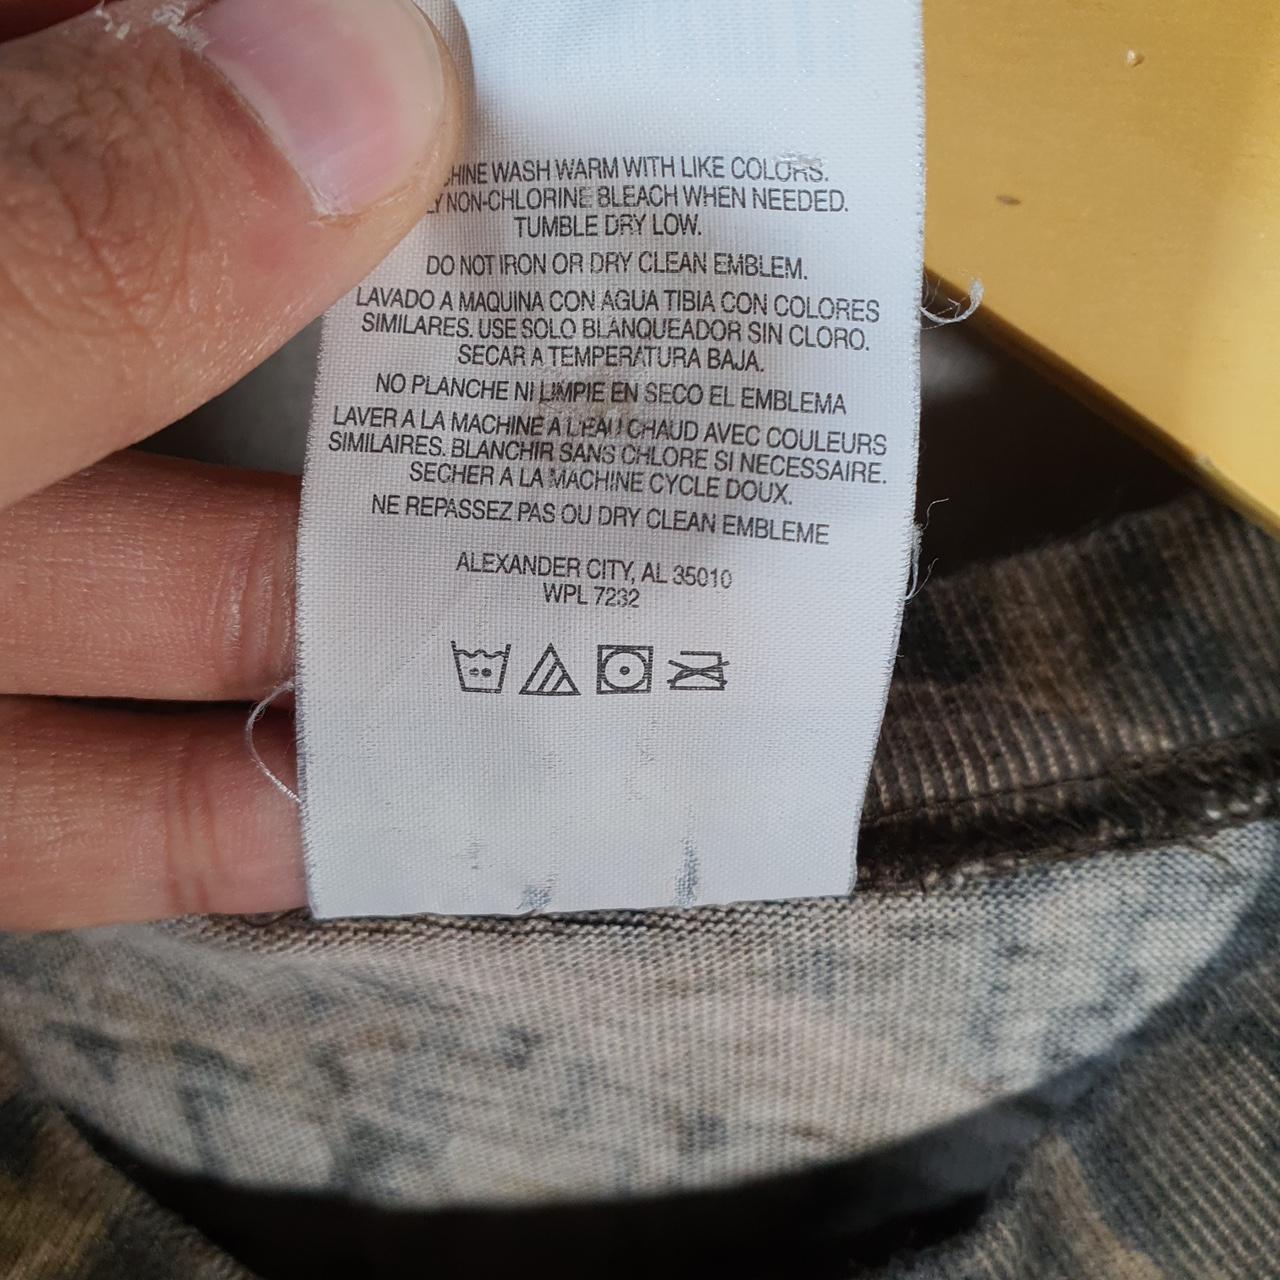 WASH WARM WITH LIKE COLORS.
NON-CHLORINE BLEACH WHEN NEEDED.
TUMBLE DRY LOW.
DO NOT IRON OR DRY CLEAN EMBLEM.
LAVADO A MAQUINA CON AGUA TIBIA CON COLORES
SIMILARES. USE SOLO BLANQUEADOR SIN CLORO.
SECAR A TEMPERATURA BAJA.
NO PLANCHE NI LIMPIE EN SECO EL EMBLEMA
LAVER A LA MACHINE A L'EAU CHAUD AVEC COULEURS
SIMILAIRES. BLANCHIR SANS CHLORE SI NECESSAIRE.
SECHER A LA MACHINE CYCLE DOUX.
NE REPASSEZ PAS OU DRY CLEAN EMBLEME
ALEXANDER CITY, AL 35010
WPL 7232